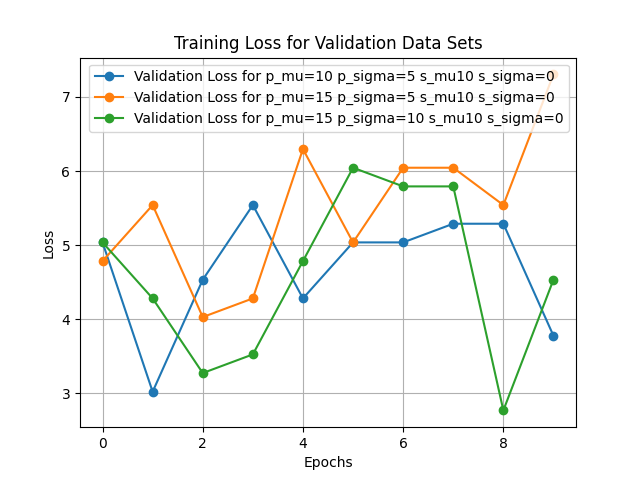 Training Loss for Validation Data Sets
Validation Loss for p_mu=10 p_sigma=5 s_mu10 s_sigma=0
Validation Loss for p_mu=15 p_sigma=5 s_mu10 s_sigma=0
Validation Loss for p_mu=15 p_sigma=10 s_mu10 s_sigma=0
7
6
5
4
3
Loss
0 2 4 6 8
Epochs